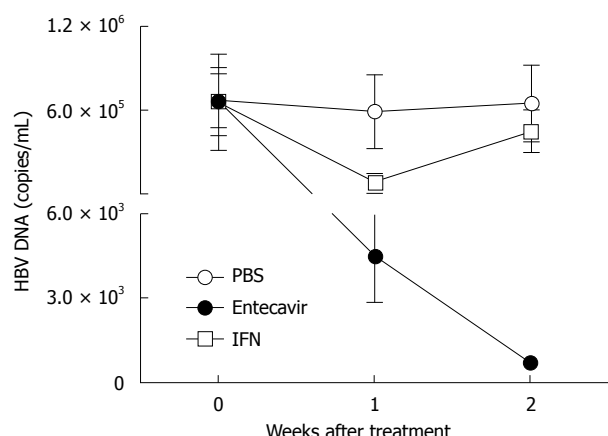 1.2 × 10⁶
6.0 × 10⁵
6.0 × 10³
3.0 × 10³
0
HBV DNA (copies/mL)
PBS
Entecavir
IFN
0 1 2
Weeks after treatment